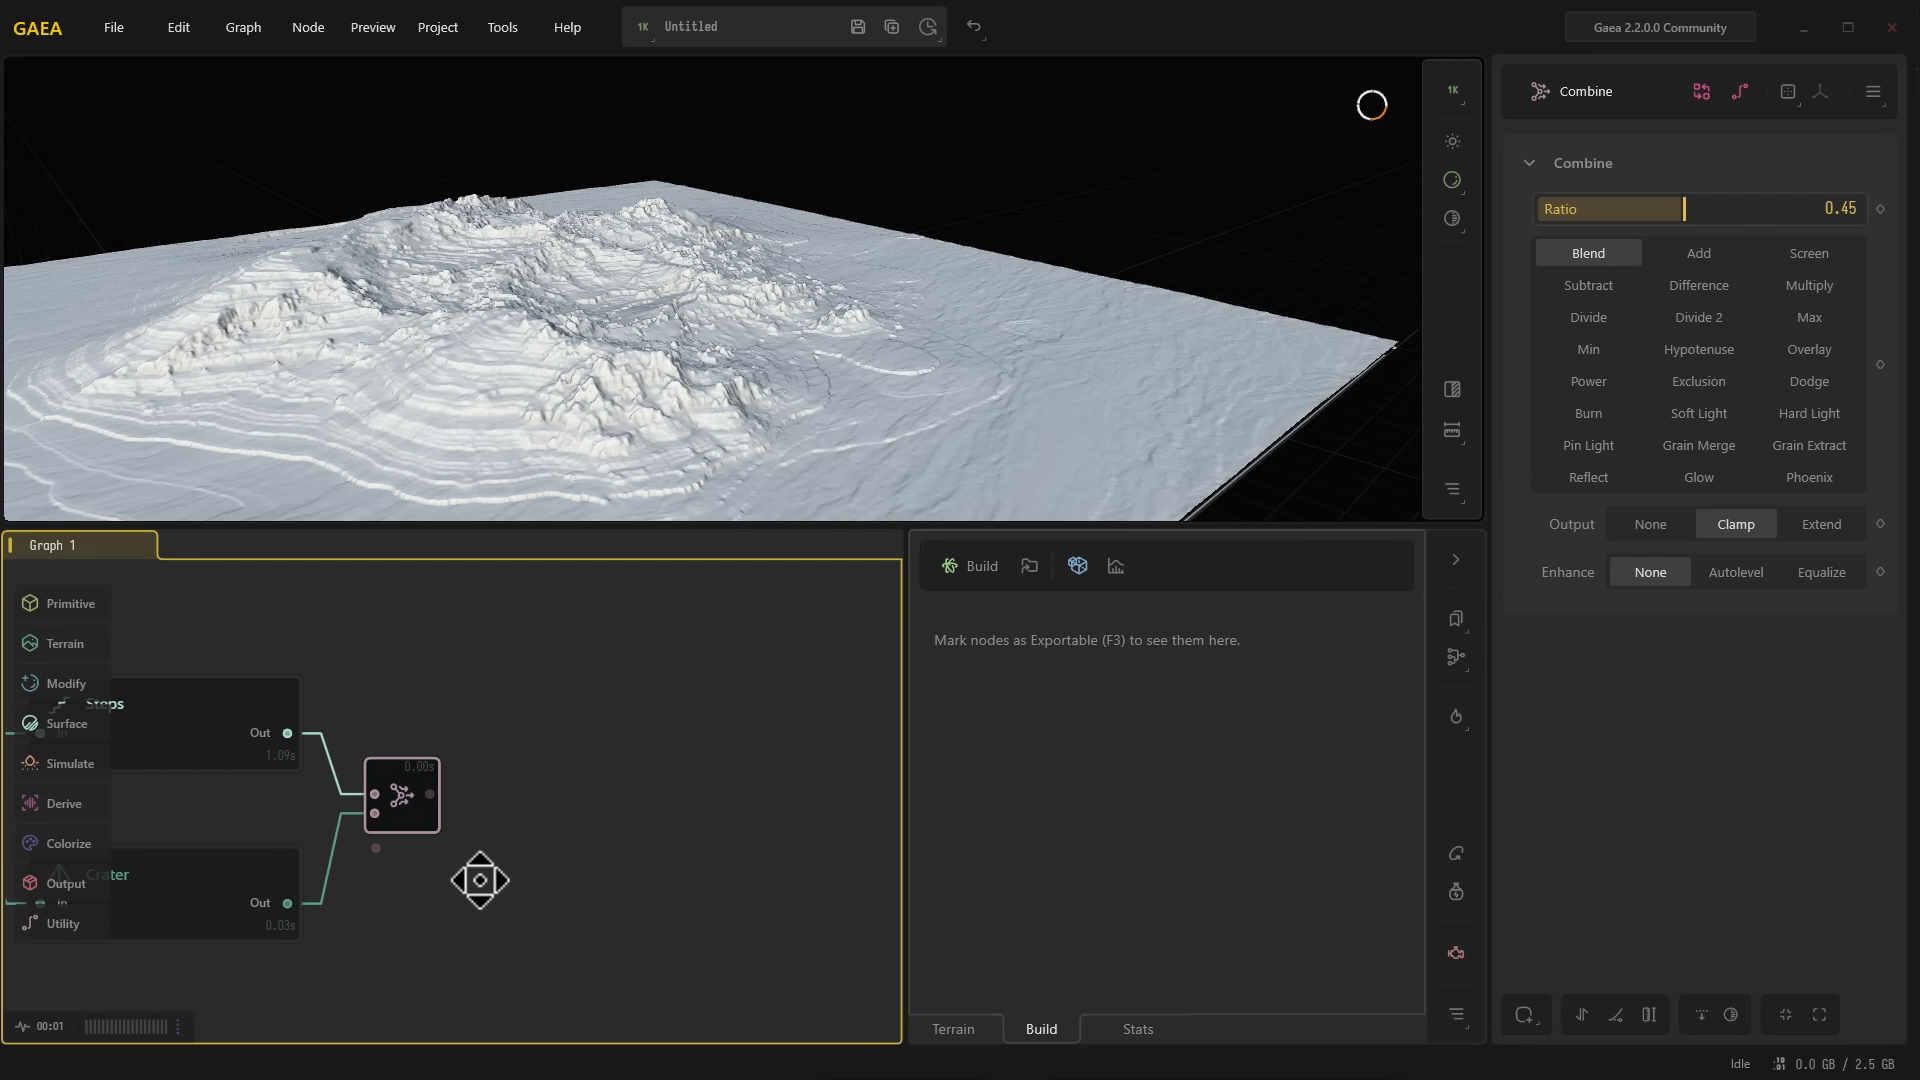 GAEA File Edit Graph Node Preview Project Tools Help 1K Untitled Gaea 2.2.0.0 Community
1K
Combine
Combine
Ratio 0.45
Blend Add Screen
Subtract Difference Multiply
Divide Divide 2 Max
Min Hypotenuse Overlay
Power Exclusion Dodge
Burn Soft Light Hard Light
Pin Light Grain Merge Grain Extract
Reflect Glow Phoenix
Output None Clamp Extend
Enhance None Autolevel Equalize
Graph 1
Primitive
Terrain
Modify
Surface
Simulate
Derive
Colorize
Output
Utility
Steps
In Out
1.09s
0.00s
Crater
In Out
0.03s
00:01
Build
Mark nodes as Exportable (F3) to see them here.
Terrain Build Stats
Idle 0.0 GB / 2.5 GB